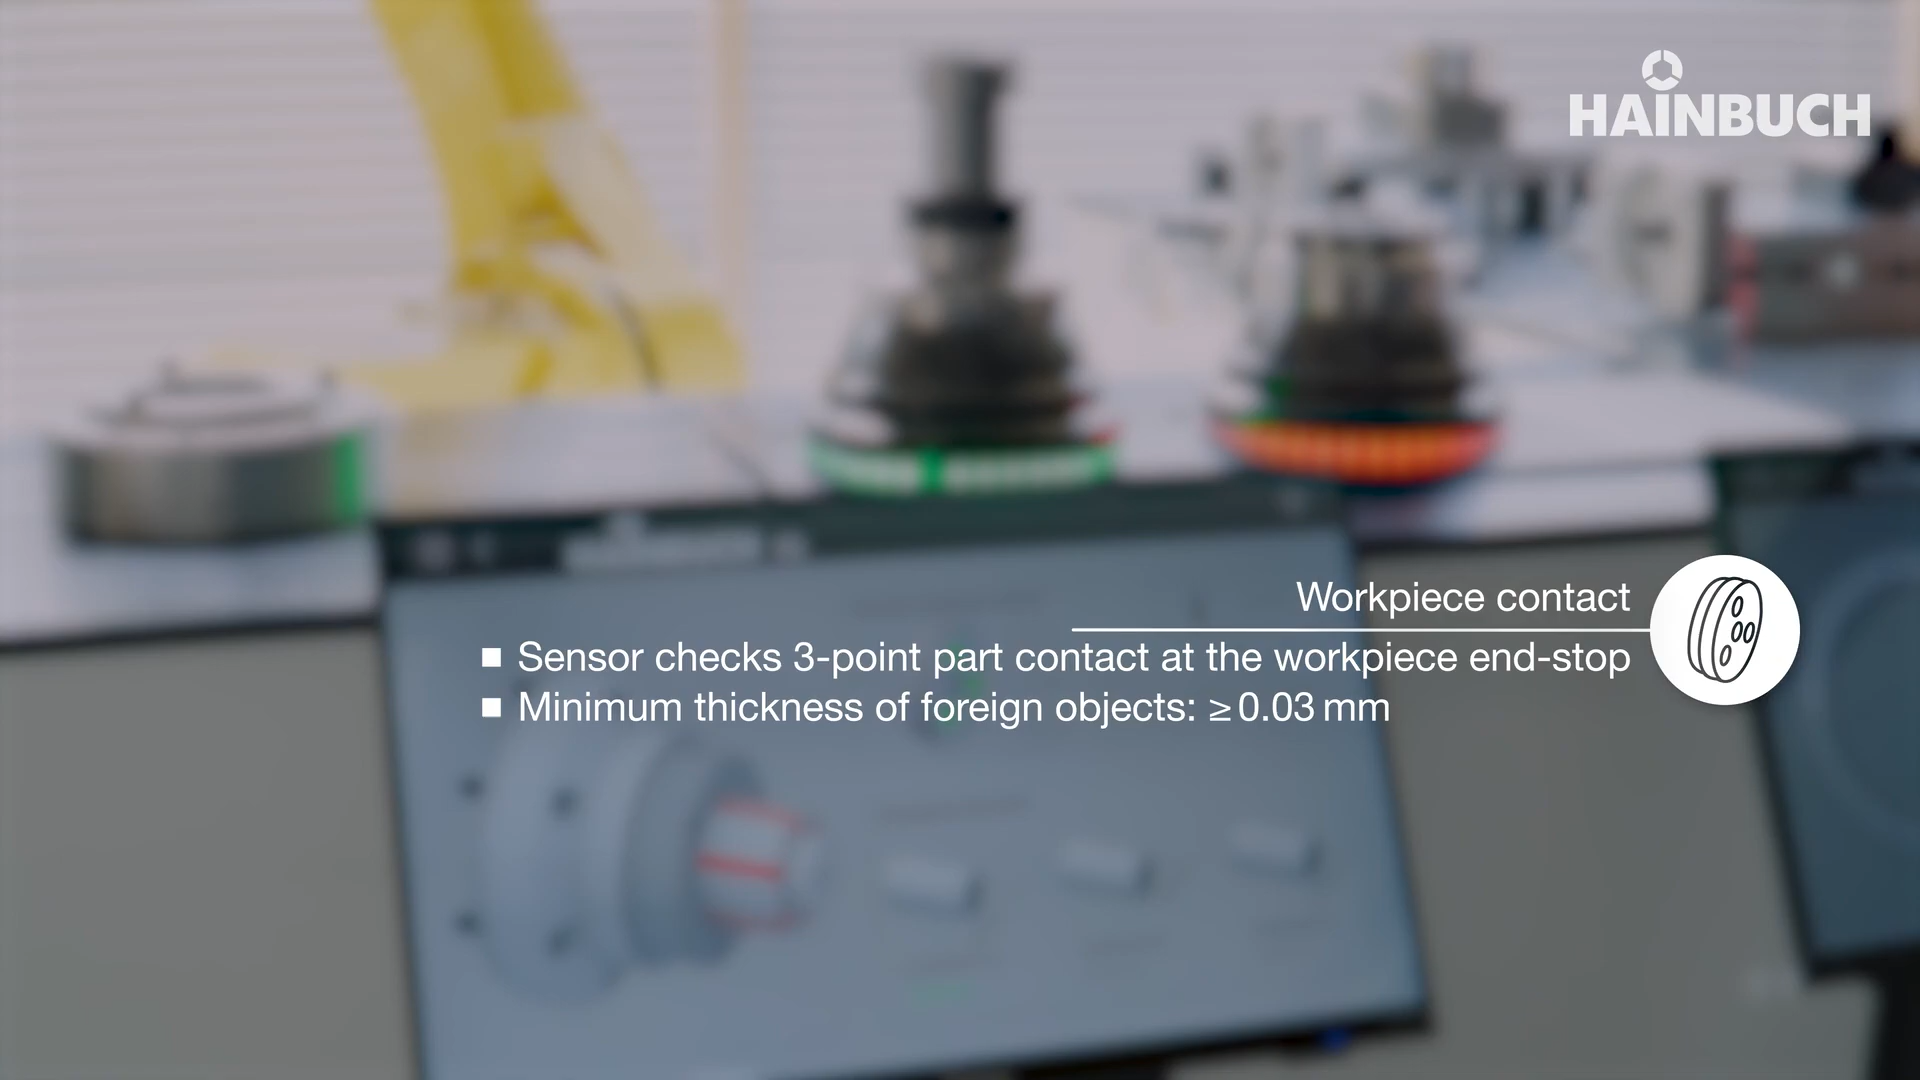 HAINBUCH
Workpiece contact
■ Sensor checks 3-point part contact at the workpiece end-stop
■ Minimum thickness of foreign objects: ≥ 0.03 mm